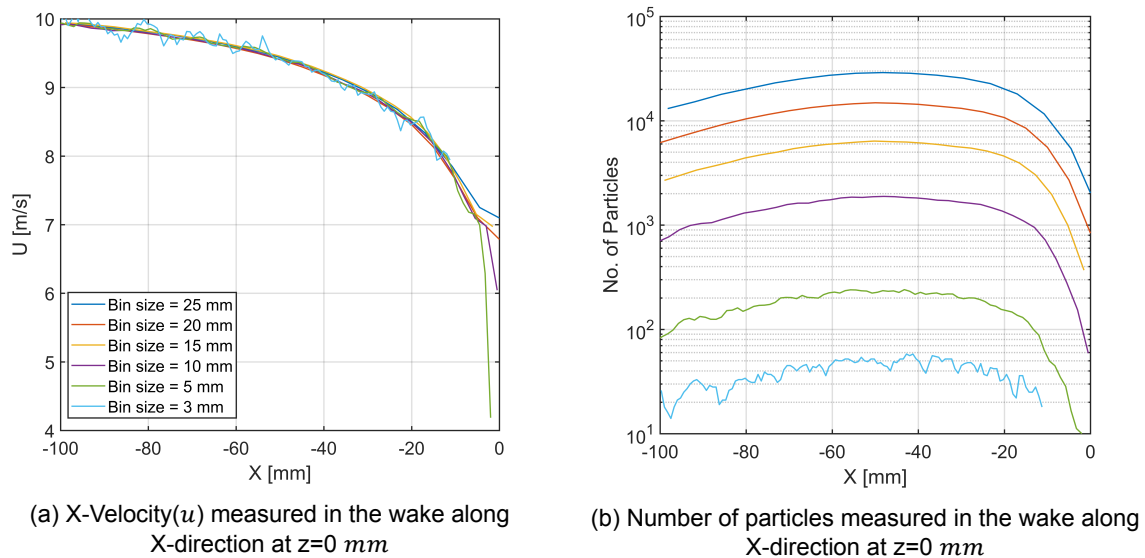 10
9
8
7
6
5
4
U [m/s]
Bin size = 25 mm
Bin size = 20 mm
Bin size = 15 mm
Bin size = 10 mm
Bin size = 5 mm
Bin size = 3 mm
-100 -80 -60 -40 -20 0
X [mm]
(a) X-Velocity(u) measured in the wake along
X-direction at z=0 mm
10^5
10^4
10^3
10^2
10^1
No. of Particles
-100 -80 -60 -40 -20 0
X [mm]
(b) Number of particles measured in the wake along
X-direction at z=0 mm